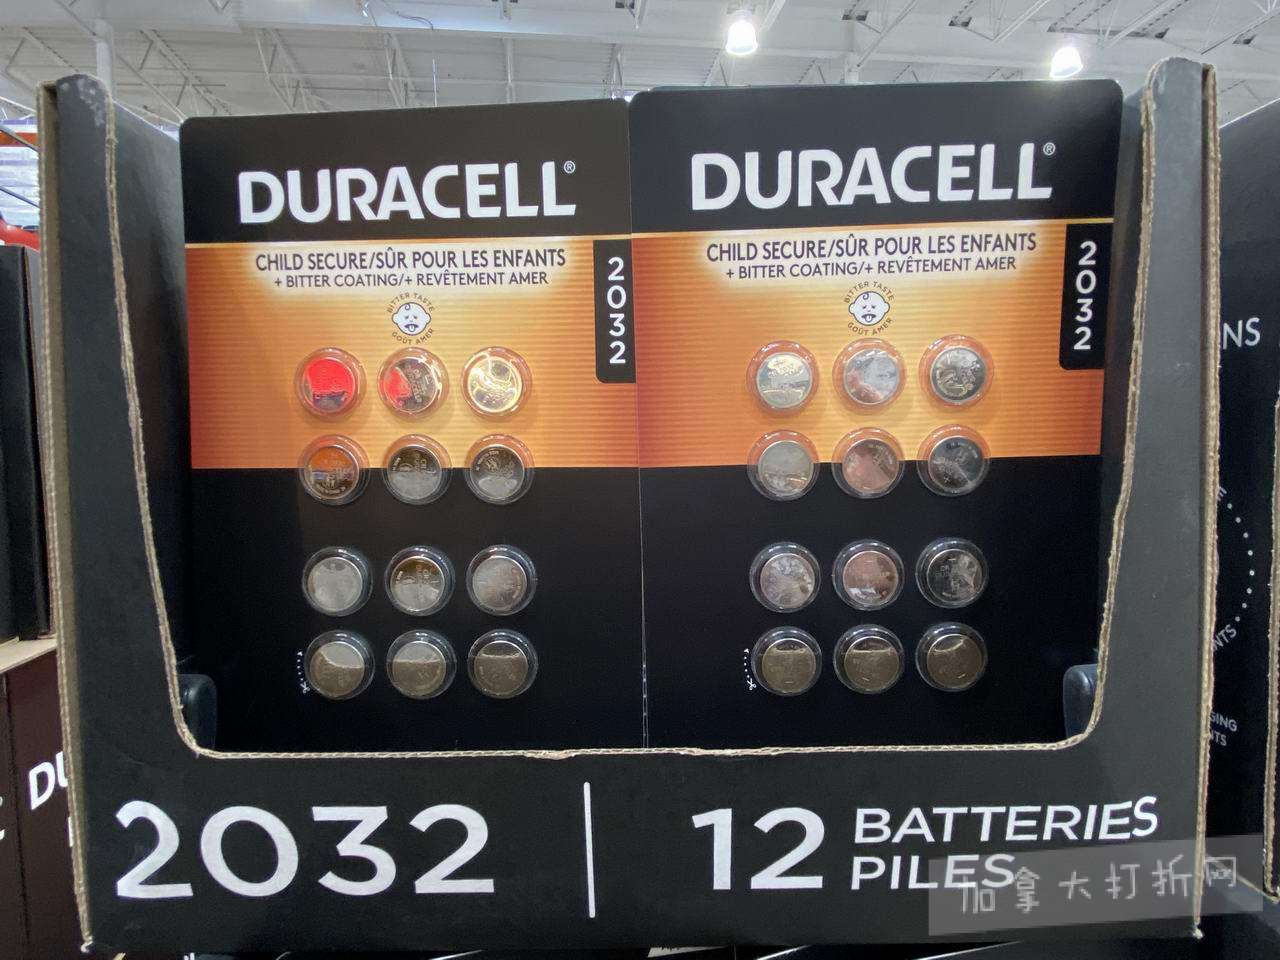 DURACELL®
CHILD SECURE/SÛR POUR LES ENFANTS
+ BITTER COATING/+ REVÊTEMENT AMER
BITTER TASTE
GOÛT AMER
2032
DURACELL®
CHILD SECURE/SÛR POUR LES ENFANTS
+ BITTER COATING/+ REVÊTEMENT AMER
BITTER TASTE
GOÛT AMER
2032
2032 | 12 BATTERIES
PILES
加拿大打折网